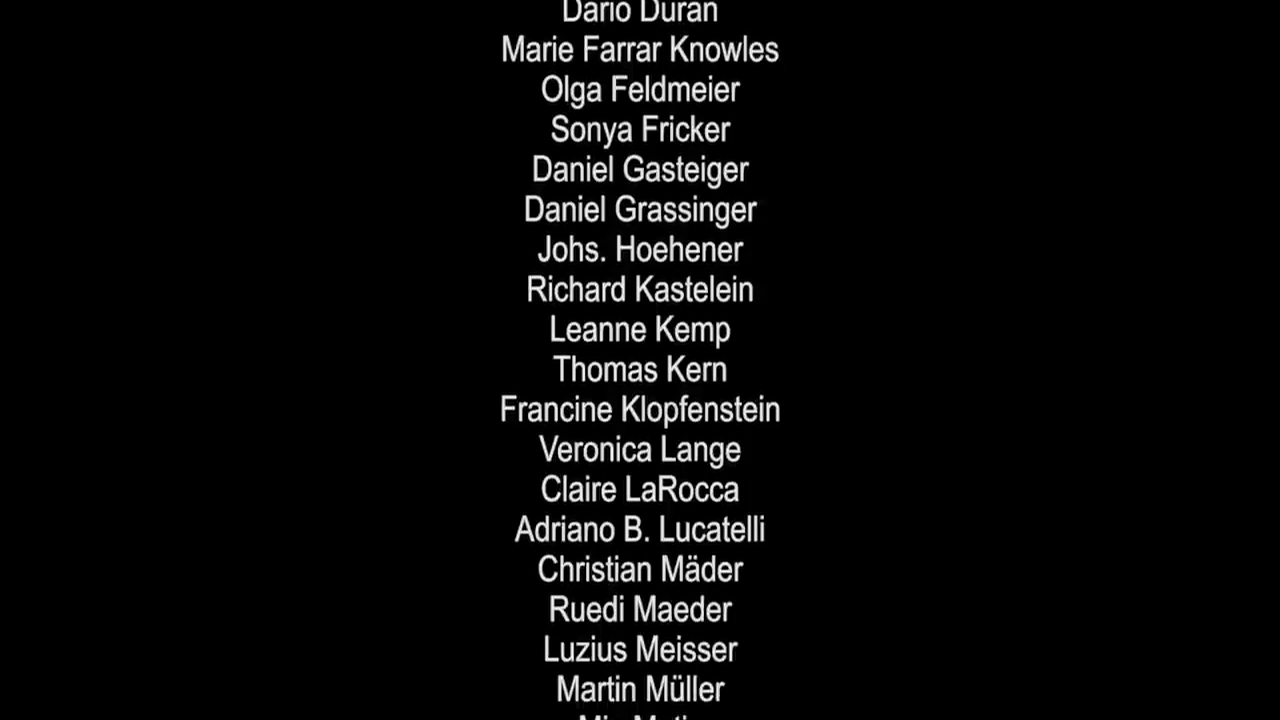 Dario Duran
Marie Farrar Knowles
Olga Feldmeier
Sonya Fricker
Daniel Gasteiger
Daniel Grassinger
Johs. Hoehener
Richard Kastelein
Leanne Kemp
Thomas Kern
Francine Klopfenstein
Veronica Lange
Claire LaRocca
Adriano B. Lucatelli
Christian Mäder
Ruedi Maeder
Luzius Meisser
Martin Müller